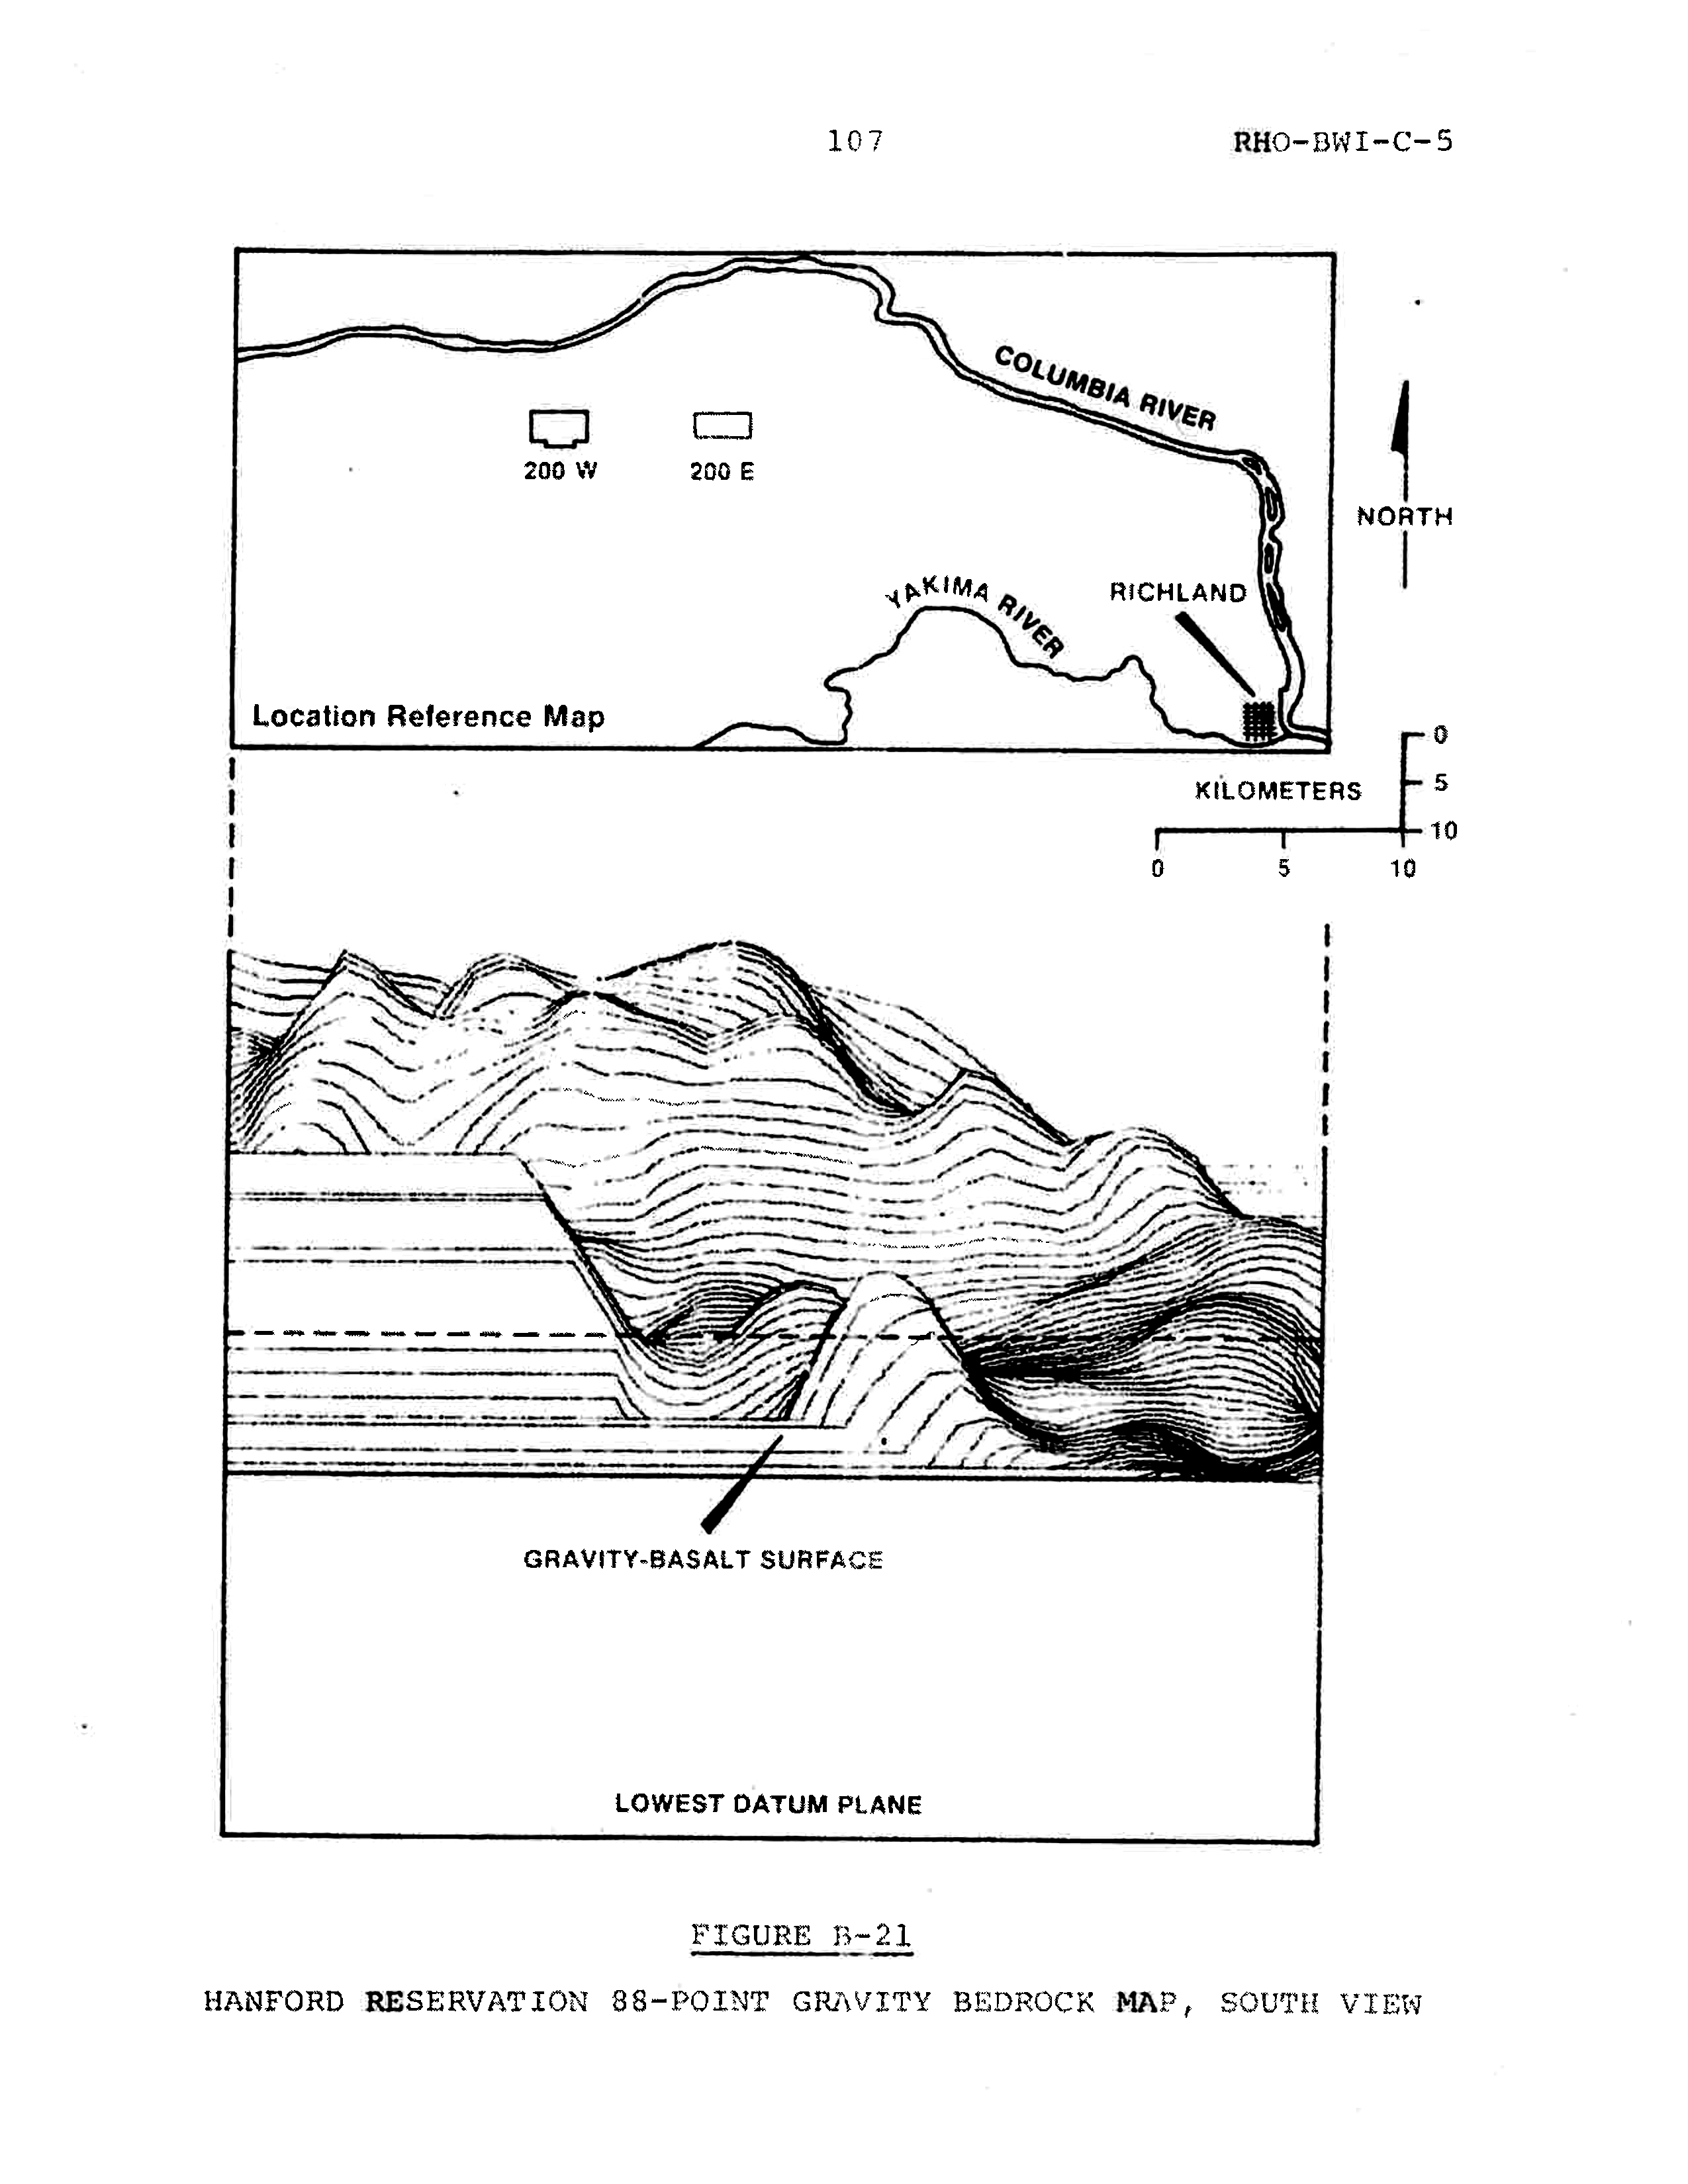 107
RHO-BWI-C-5
COLUMBIA RIVER
200 W
200 E
NORTH
YAKIMA RIVER
RICHLAND
Location Reference Map
0
KILOMETERS
5
10
0
5
10
GRAVITY-BASALT SURFACE
LOWEST DATUM PLANE
FIGURE B-21
HANFORD RESERVATION 88-POINT GRAVITY BEDROCK MAP, SOUTH VIEW